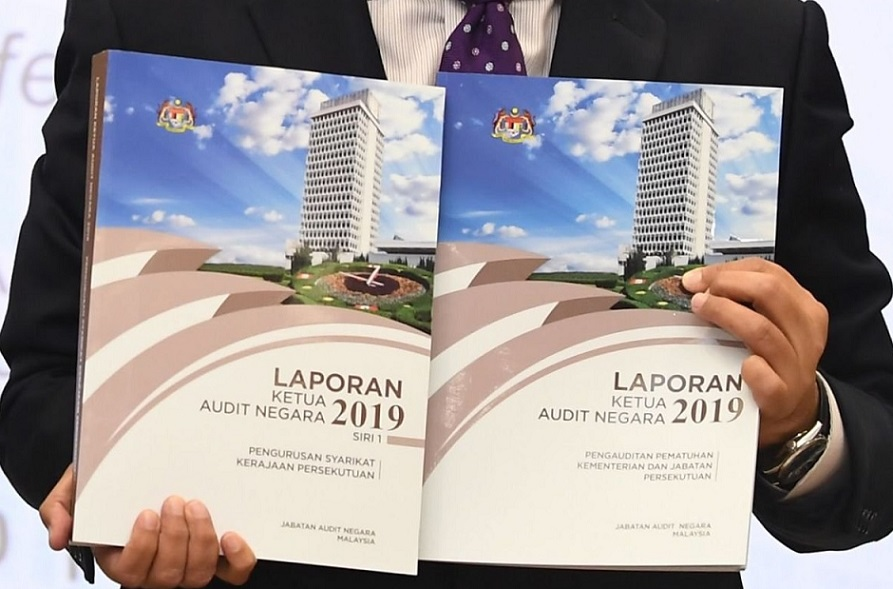 LAPORAN
KETUA
AUDIT NEGARA 2019
SIRI 1
PENGURUSAN SYARIKAT
KERAJAAN PERSEKUTUAN
JABATAN AUDIT NEGARA
MALAYSIA
LAPORAN
KETUA
AUDIT NEGARA 2019
PENGAUDITAN PEMATUHAN
KEMENTERIAN DAN JABATAN
PERSEKUTUAN
JABATAN AUDIT NEGARA
MALAYSIA